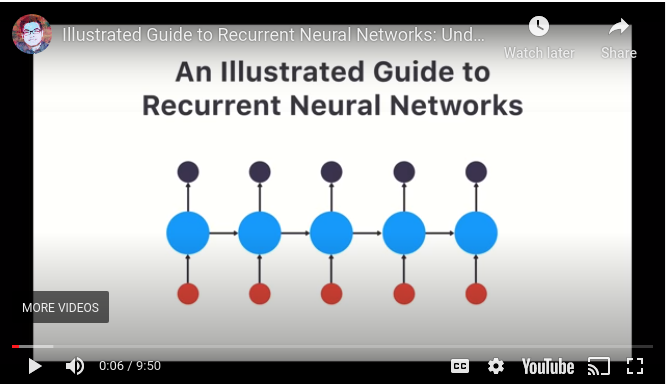 Illustrated Guide to Recurrent Neural Networks: Und...
Watch later
Share
An Illustrated Guide to
Recurrent Neural Networks
MORE VIDEOS
0:06 / 9:50
CC
YouTube